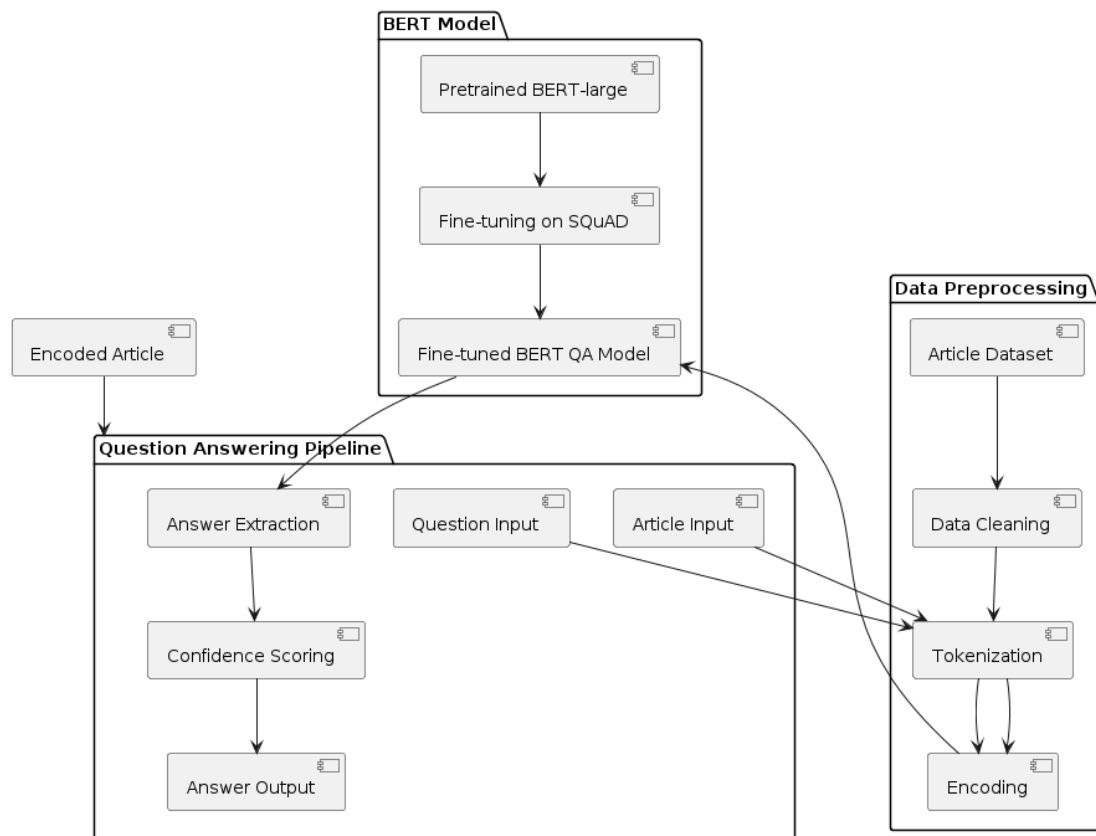 BERT Model
Pretrained BERT-large
Fine-tuning on SQuAD
Fine-tuned BERT QA Model
Data Preprocessing
Article Dataset
Data Cleaning
Tokenization
Encoding
Encoded Article
Question Answering Pipeline
Answer Extraction
Question Input
Article Input
Confidence Scoring
Answer Output